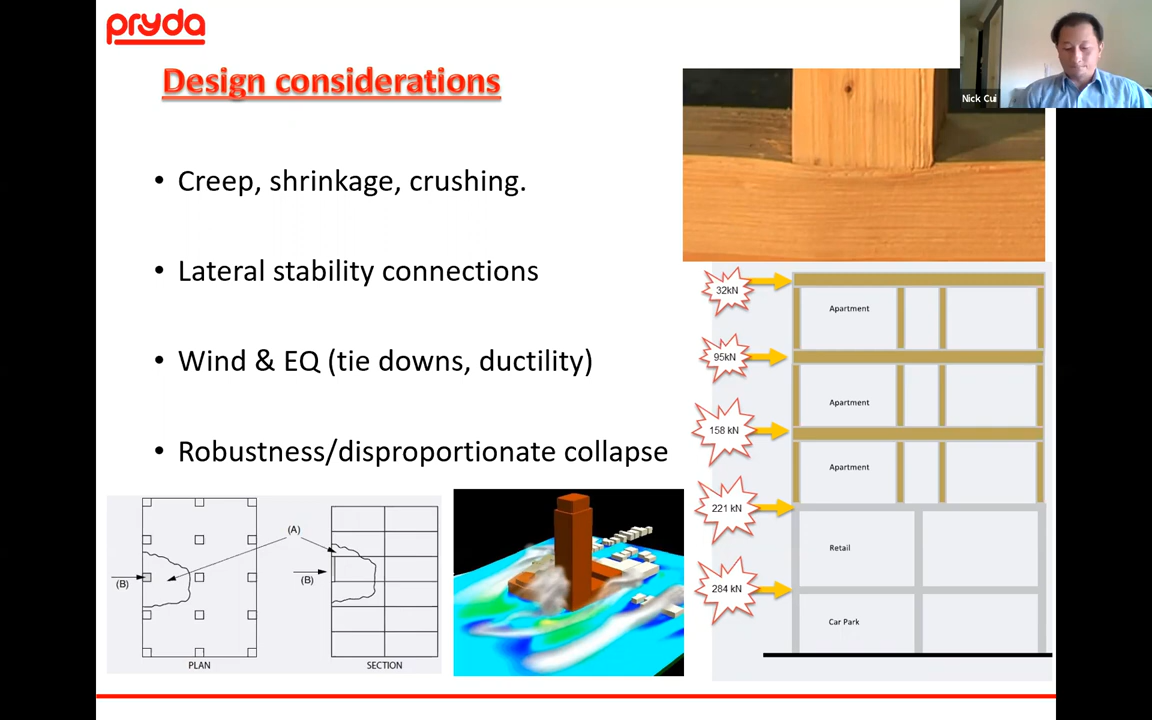 pryda
Design considerations
Nick Cui
• Creep, shrinkage, crushing.
• Lateral stability connections
• Wind & EQ (tie downs, ductility)
• Robustness/disproportionate collapse
32kN
Apartment
95kN
Apartment
158 kN
Apartment
221 kN
Retail
284 kN
Car Park
(A)
(B)
(B)
PLAN
SECTION